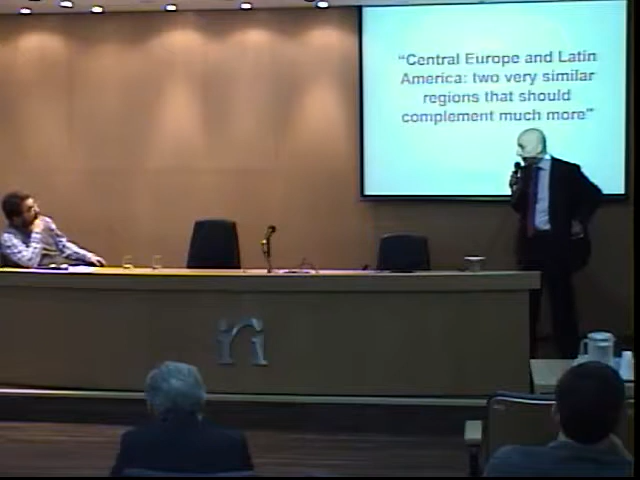 “Central Europe and Latin
America: two very similar
regions that should
complement much more”
iri